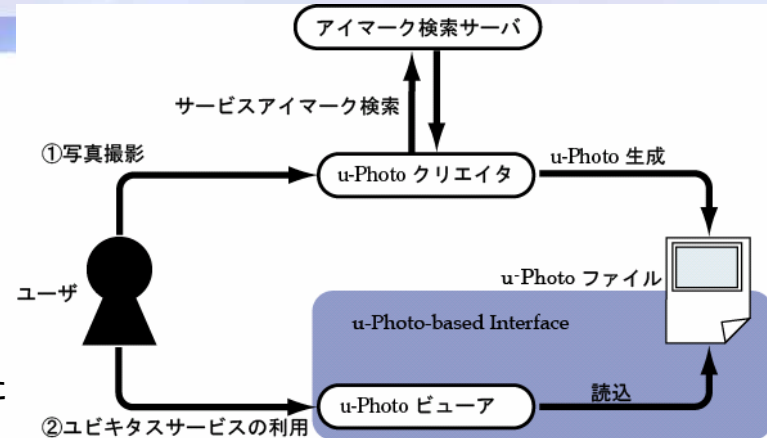 アイマーク検索サーバ
サービスアイマーク検索
①写真撮影
u-Photo クリエイタ
u-Photo 生成
u-Photo ファイル
ユーザ
u-Photo-based Interface
に
u-Photo ビューア
読込
②ユビキタスサービスの利用